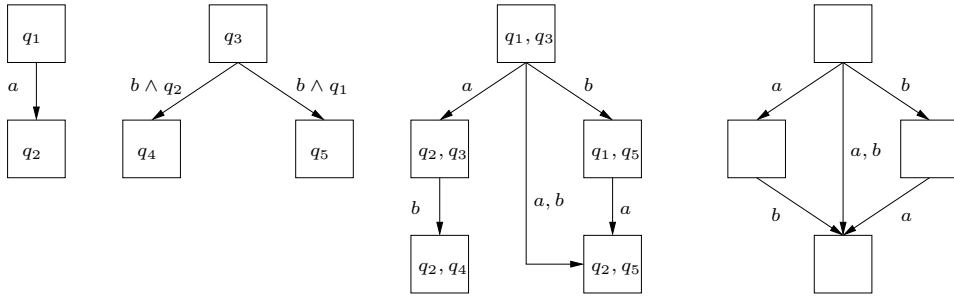 q1
a
q2
q3
b ∧ q2
b ∧ q1
q4
q5
q1, q3
a
b
q2, q3
q1, q5
b
a, b
a
q2, q4
q2, q5
a
b
a, b
b
a